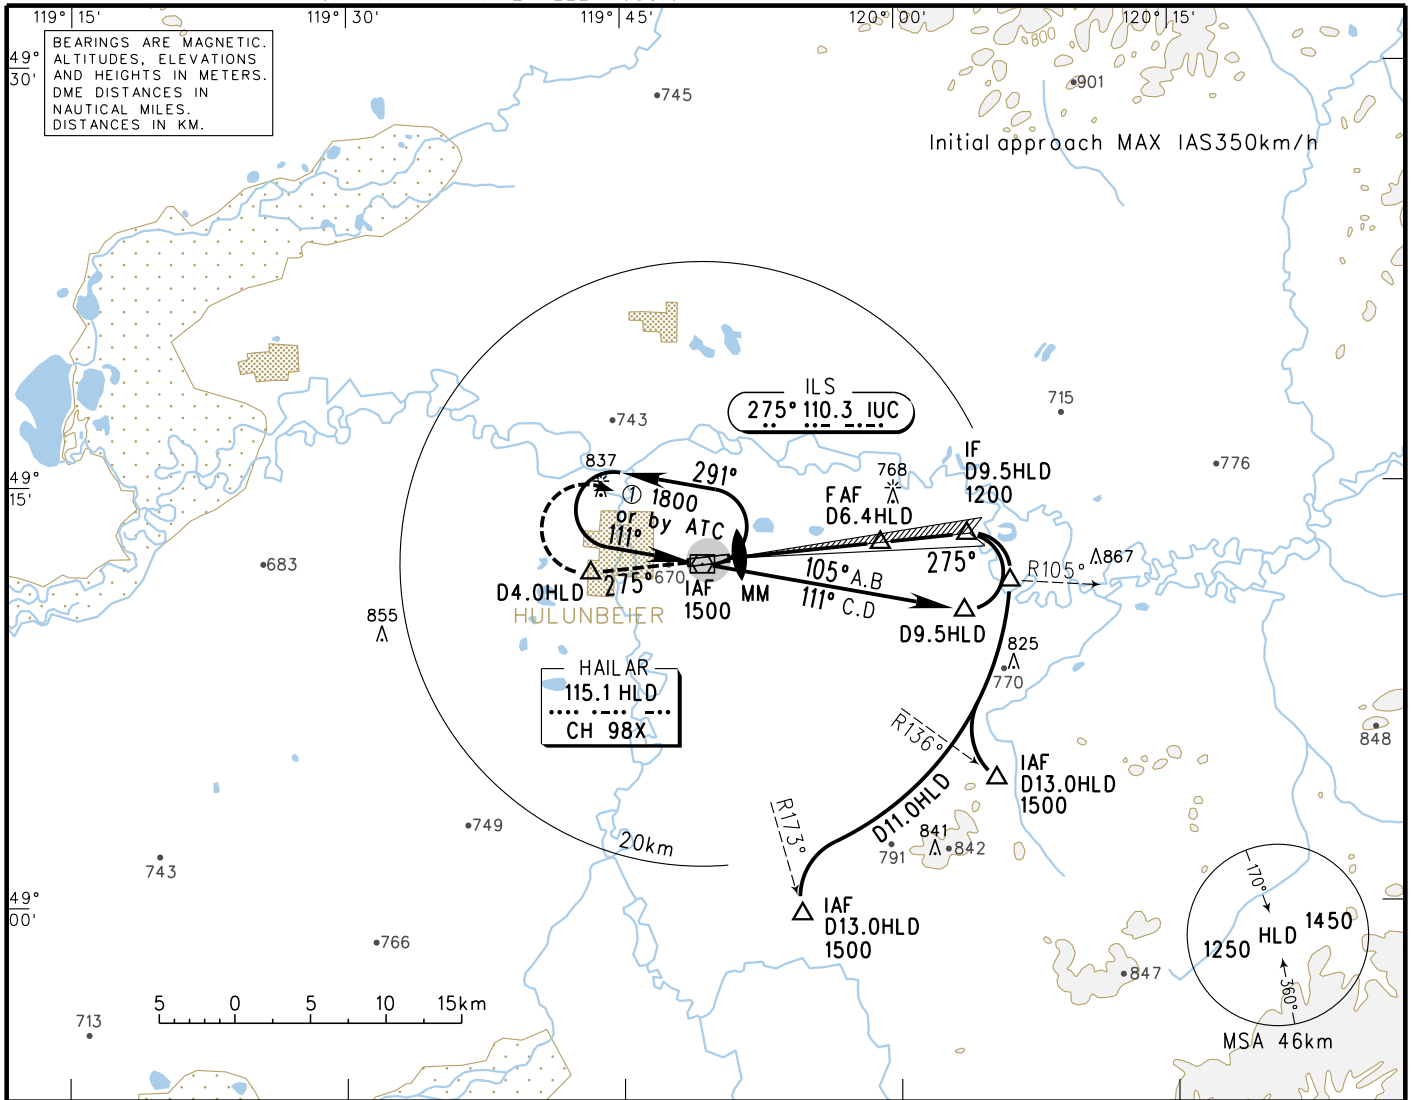 119° 15'
119° 30'
119° 45'
120° 00'
120° 15'
BEARINGS ARE MAGNETIC.
ALTITUDES, ELEVATIONS
AND HEIGHTS IN METERS.
DME DISTANCES IN
NAUTICAL MILES.
DISTANCES IN KM.
49°
30'
800
901
745
Initial approach MAX IAS350km/h
ILS
275° 110.3 IUC
743
715
776
IF
D9.5HLD
1200
837
291°
768
49°
15'
① 1800
or by ATC
FAF
D6.4HLD
111°
683
275°
670
105° A.B
111° C.D
275°
R105°
867
D4.0HLD
IAF
1500
MM
HULUNBEIER
855
D9.5HLD
825
770
HAILAR
115.1 HLD
CH 98X
R136°
848
IAF
D13.0HLD
1500
D11.0HLD
R173°
749
20km
791
841
842
743
49°
00'
IAF
D13.0HLD
1500
766
170°
1250
HLD
1450
360°
MSA 46km
847
5 0 5 10 15km
713